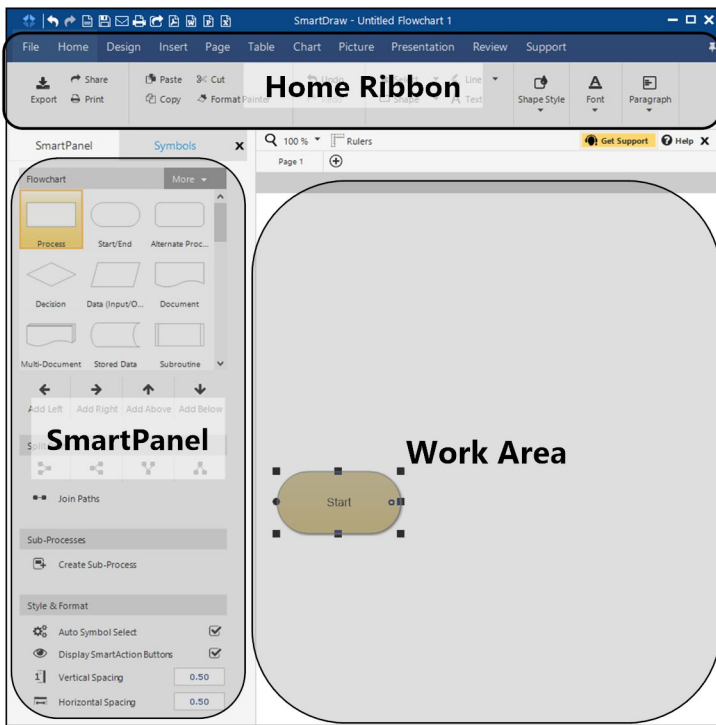 SmartDraw - Untitled Flowchart 1
File Home Design Insert Page Table Chart Picture Presentation Review Support
Share Paste Cut Undo Select Line
Export Print Copy Format Painter Redo Shape Text Shape Style Font Paragraph
Home Ribbon
SmartPanel Symbols X 100 % Rulers Get Support Help X
Page 1
Flowchart More
Process Start/End Alternate Proc...
Decision Data (Input/O... Document
Multi-Document Stored Data Subroutine
Add Left Add Right Add Above Add Below
SmartPanel
Work Area
Start
Join Paths
Sub-Processes
Create Sub-Process
Style & Format
Auto Symbol Select
Display SmartAction Buttons
Vertical Spacing 0.50
Horizontal Spacing 0.50